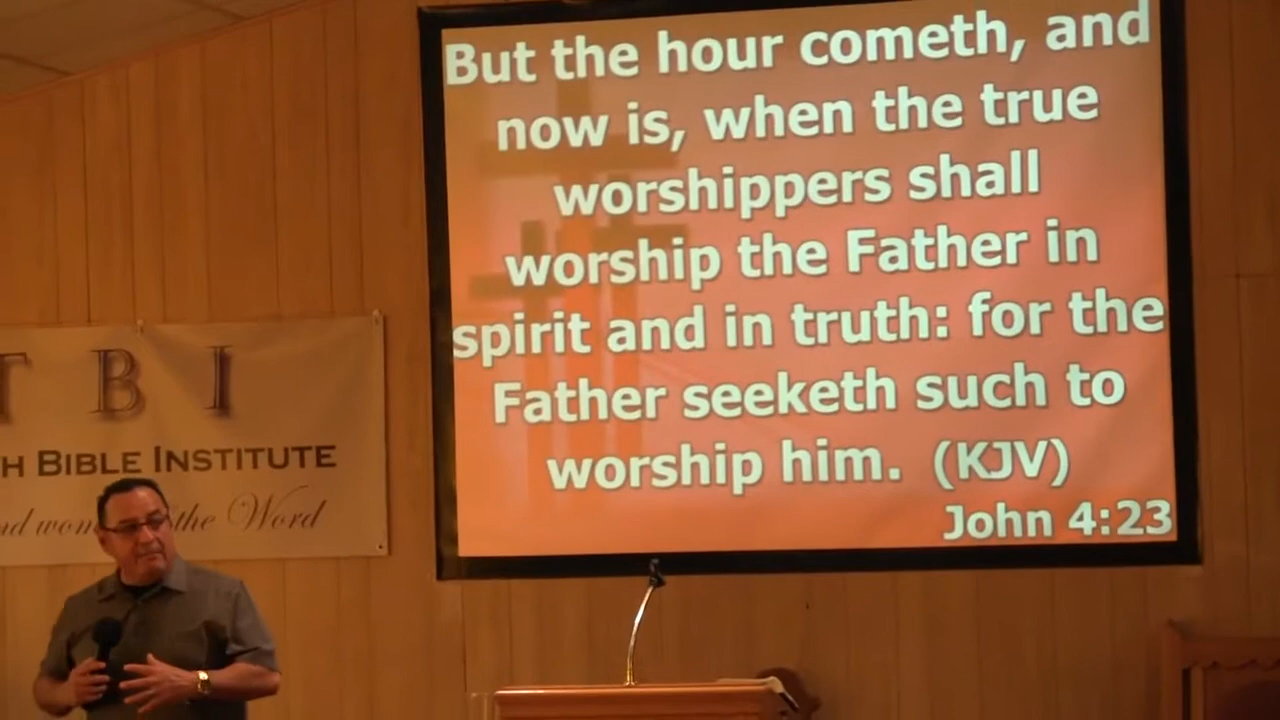 But the hour cometh, and
now is, when the true
worshippers shall
worship the Father in
spirit and in truth: for the
Father seeketh such to
worship him. (KJV)
John 4:23
T B I
H BIBLE INSTITUTE
the Word